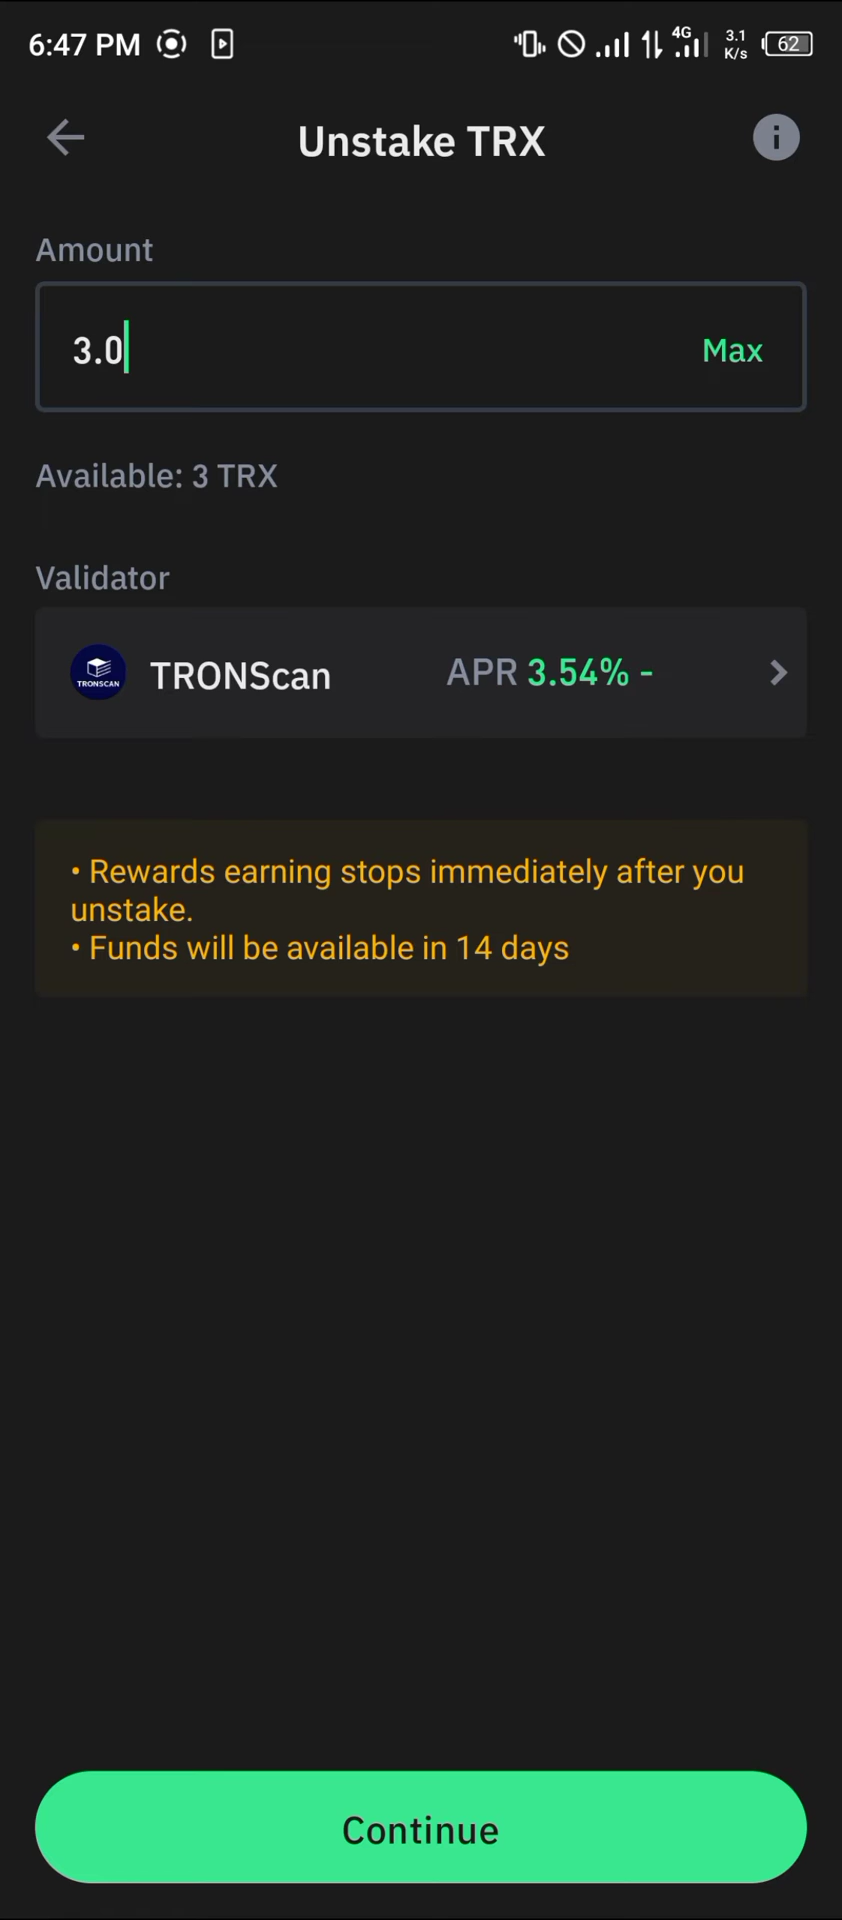 6:47 PM
4G
3.1
K/s
62
Unstake TRX
Amount
3.0
Max
Available: 3 TRX
Validator
TRONSCAN
TRONScan
APR 3.54% -
• Rewards earning stops immediately after you
unstake.
• Funds will be available in 14 days
Continue